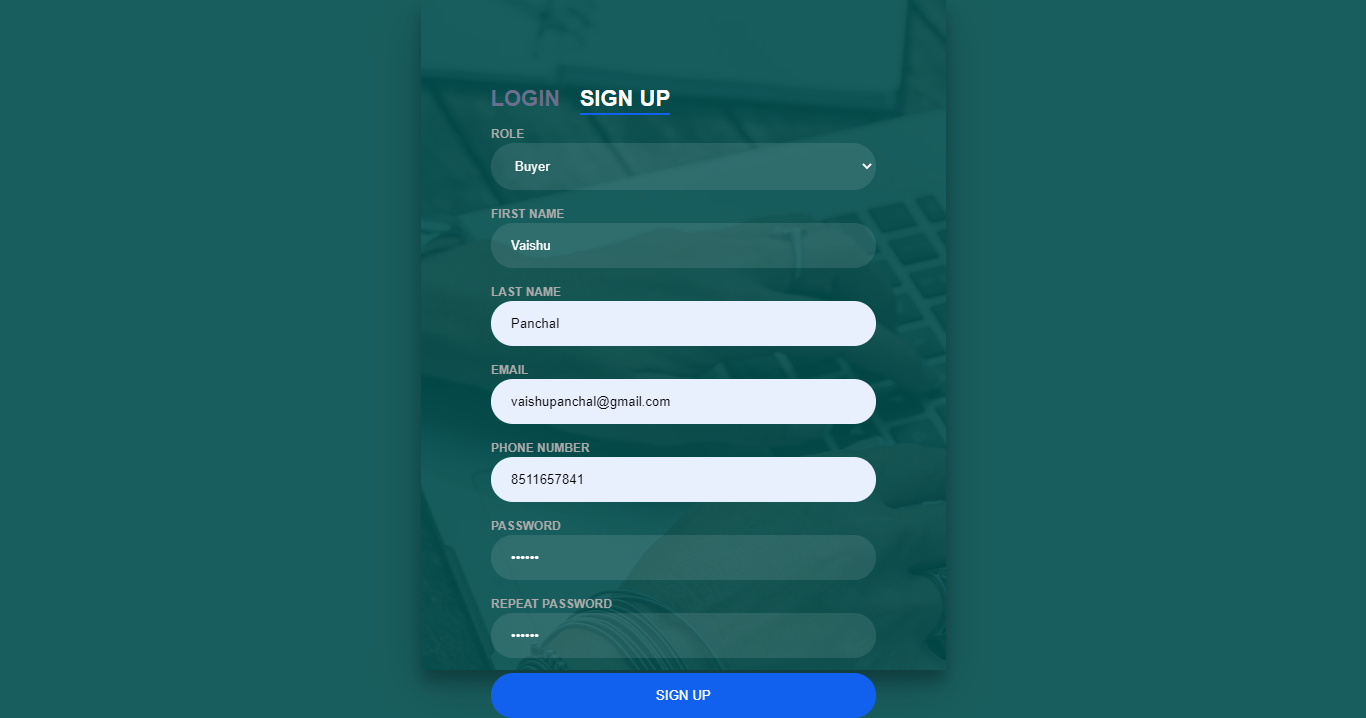 LOGIN SIGN UP
ROLE
Buyer
FIRST NAME
Vaishu
LAST NAME
Panchal
EMAIL
vaishupanchal@gmail.com
PHONE NUMBER
8511657841
PASSWORD
••••••
REPEAT PASSWORD
••••••
SIGN UP